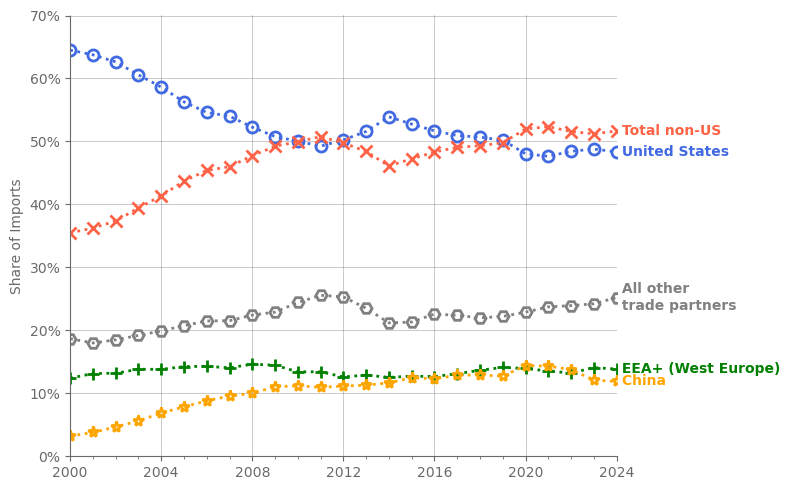 70%
60%
50%
40%
30%
20%
10%
0%
Share of Imports
2000
2004
2008
2012
2016
2020
2024
Total non-US
United States
All other
trade partners
EEA+ (West Europe)
China